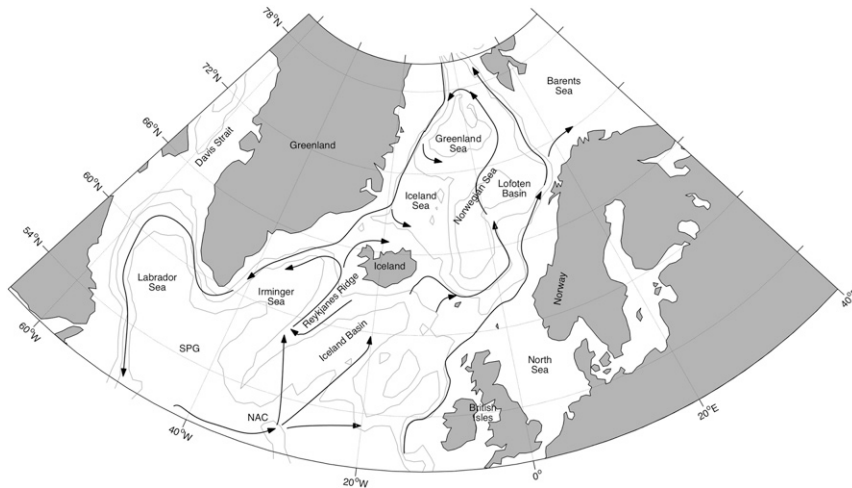 78°N
72°N
66°N
60°N
54°N
60°W
40°W
20°W
0°
20°E
40°E
Barents
Sea
Davis Strait
Greenland
Greenland
Sea
Lofoten
Basin
Norwegian Sea
Iceland
Sea
Iceland
Labrador
Sea
Irminger
Sea
Reykjanes Ridge
Iceland Basin
Norway
North
Sea
SPG
NAC
British
Isles